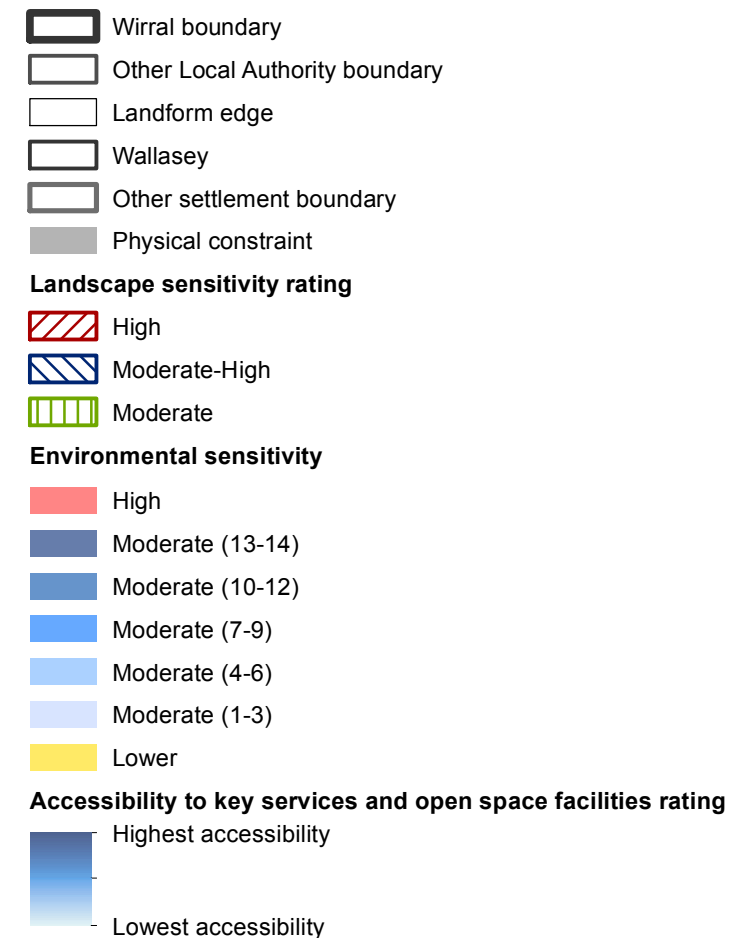 Wirral boundary
Other Local Authority boundary
Landform edge
Wallasey
Other settlement boundary
Physical constraint
Landscape sensitivity rating
High
Moderate-High
Moderate
Environmental sensitivity
High
Moderate (13-14)
Moderate (10-12)
Moderate (7-9)
Moderate (4-6)
Moderate (1-3)
Lower
Accessibility to key services and open space facilities rating
Highest accessibility
Lowest accessibility